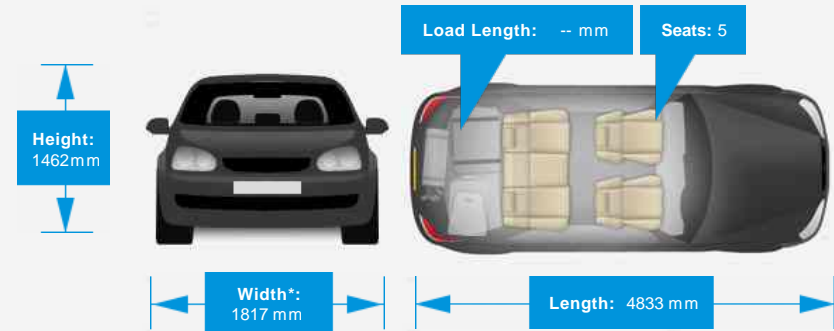 Load Length: -- mm
Seats: 5
Height:
1462mm
Width*:
1817 mm
Length: 4833 mm